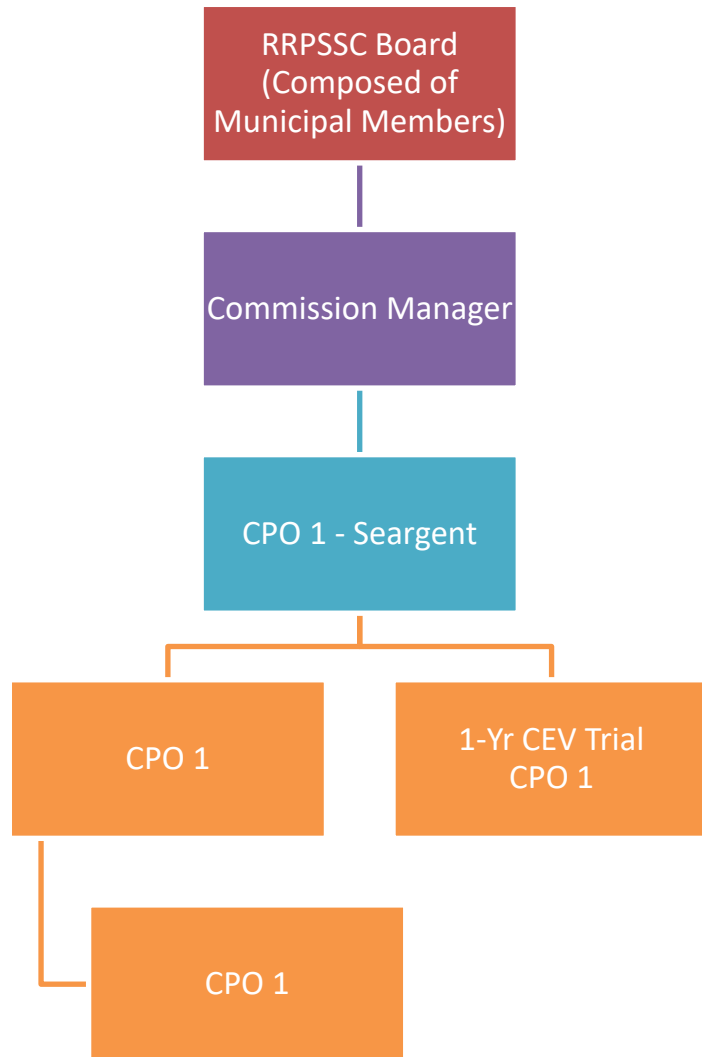 RRPSSC Board
(Composed of
Municipal Members)
Commission Manager
CPO 1 - Seargent
CPO 1
1-Yr CEV Trial
CPO 1
CPO 1